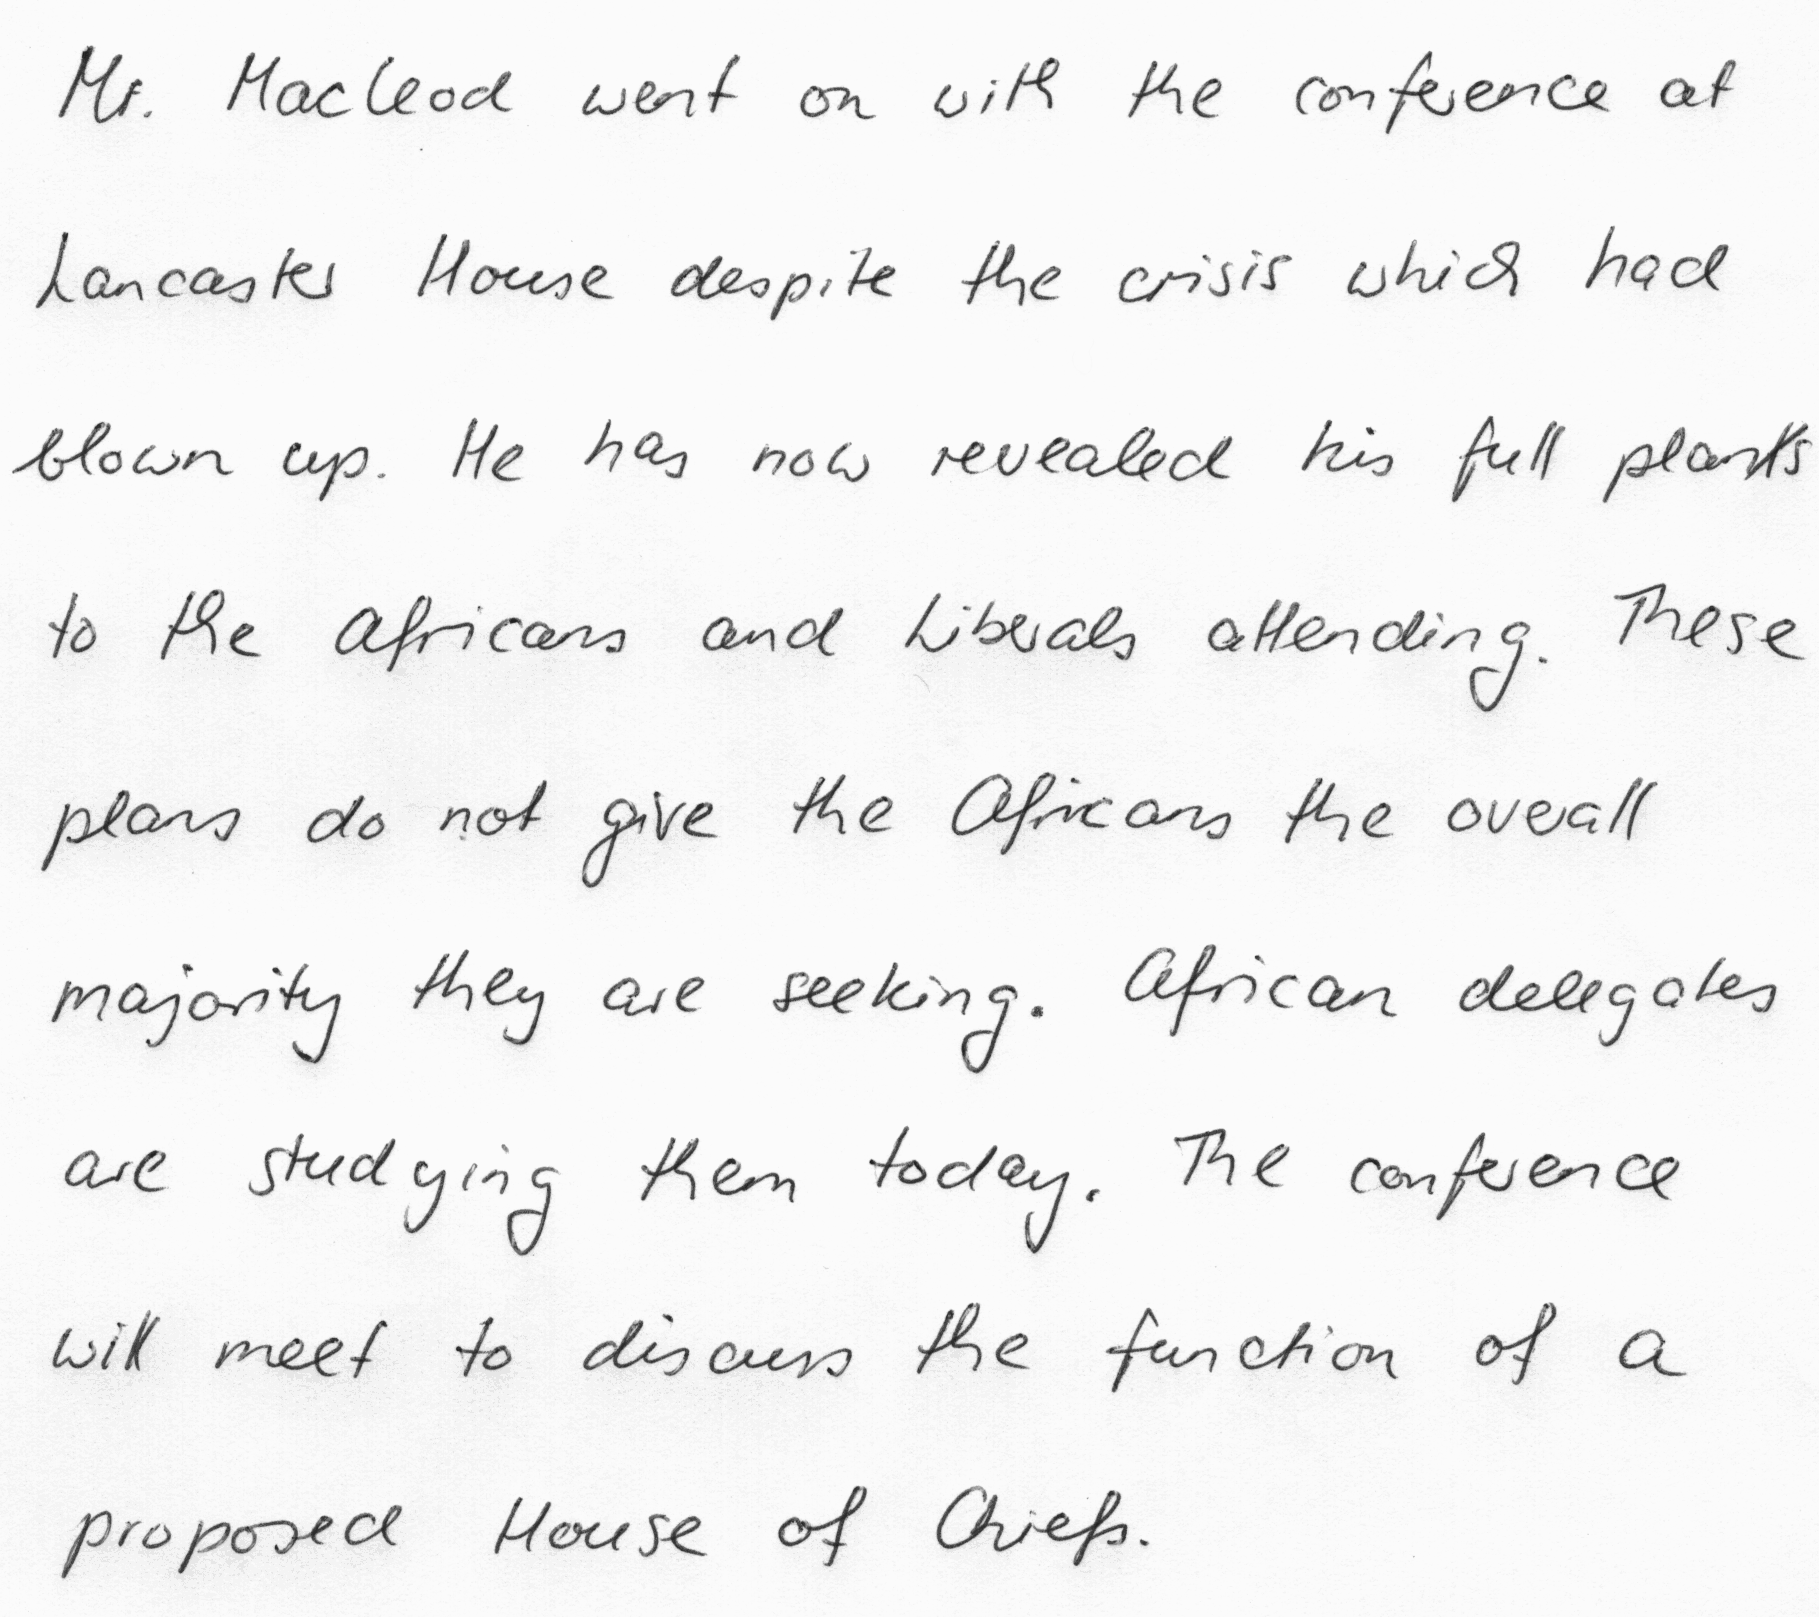 Mr. Macleod went on with the conference at
Lancaster House despite the crisis which had
blown up. He has now revealed his full plans
to the Africans and Liberals attending. These
plans do not give the Africans the overall
majority they are seeking. African delegates
are studying them today. The conference
will meet to discuss the function of a
proposed House of Chiefs.